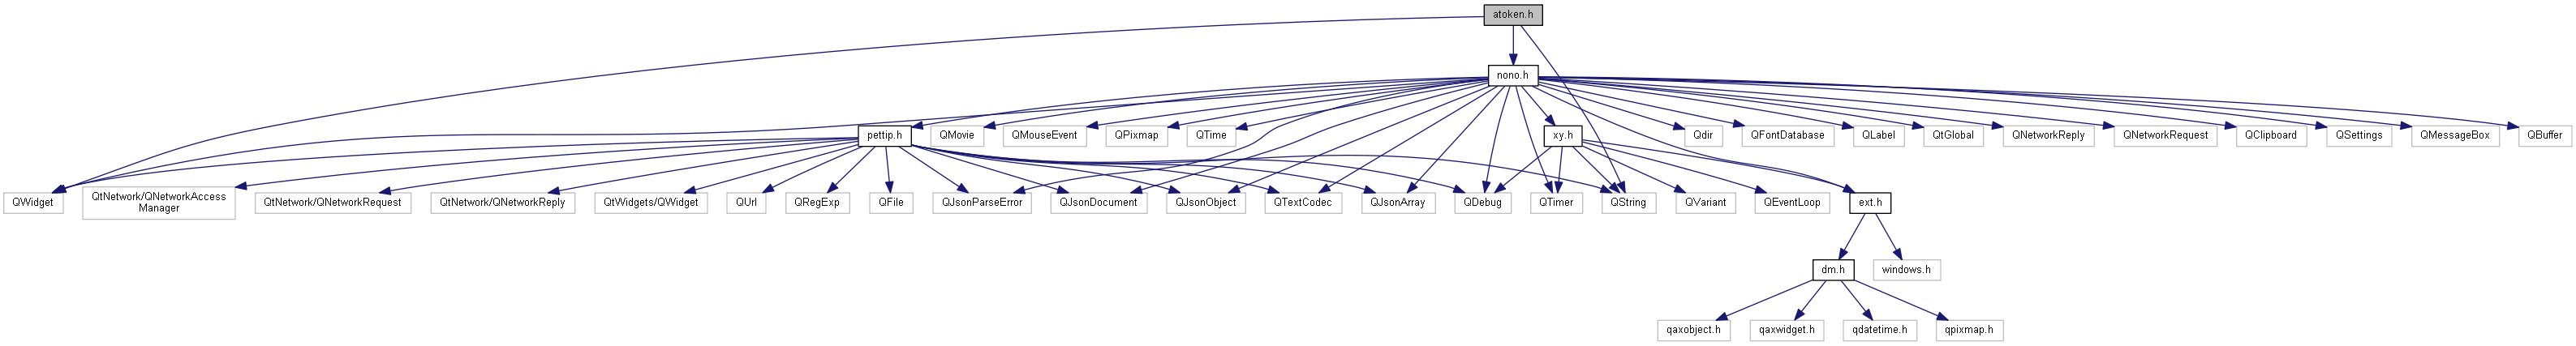 atoken.h
nono.h
pettip.h
QMovie
QMouseEvent
QPixmap
QTime
xy.h
Qdir
QFontDatabase
QLabel
QtGlobal
QNetworkReply
QNetworkRequest
QClipboard
QSettings
QMessageBox
QBuffer
QWidget
QtNetwork/QNetworkAccess
Manager
QtNetwork/QNetworkRequest
QtNetwork/QNetworkReply
QtWidgets/QWidget
QUrl
QRegExp
QFile
QJsonParseError
QJsonDocument
QJsonObject
QTextCodec
QJsonArray
QDebug
QTimer
QString
QVariant
QEventLoop
ext.h
dm.h
windows.h
qaxobject.h
qaxwidget.h
qdatetime.h
qpixmap.h